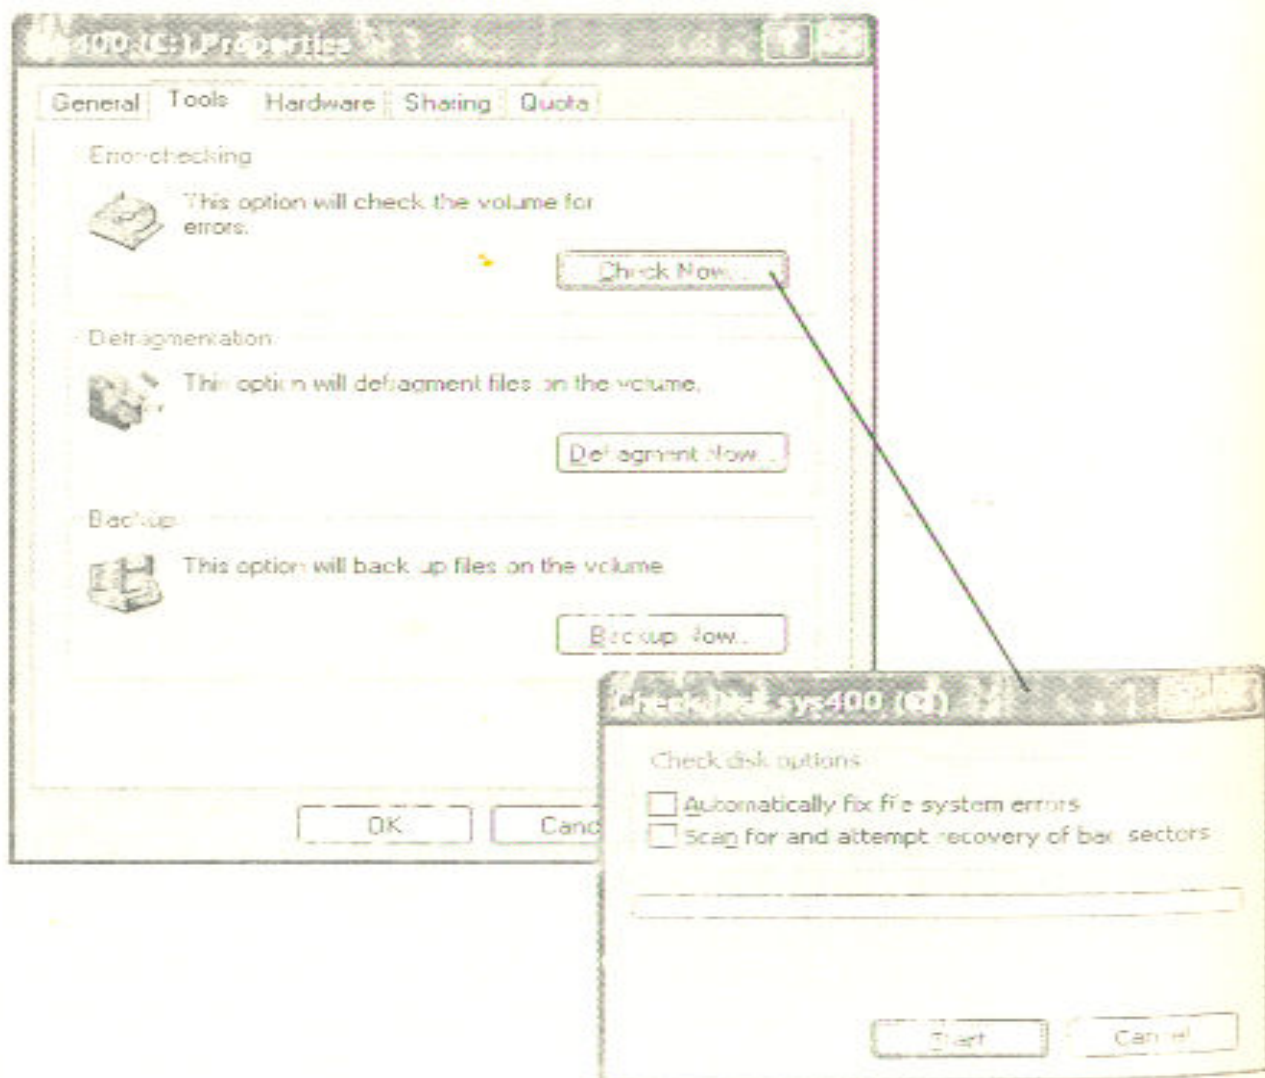 sys400 (C:) Properties
General Tools Hardware Sharing Quota
Error-checking
This option will check the volume for
errors.
Check Now...
Defragmentation
This option will defragment files on the volume.
Defragment Now...
Backup
This option will back up files on the volume.
Backup Now...
OK
Canc
Check Disk sys400 (C:)
Check disk options
Automatically fix file system errors
Scan for and attempt recovery of bad sectors
Start
Cancel